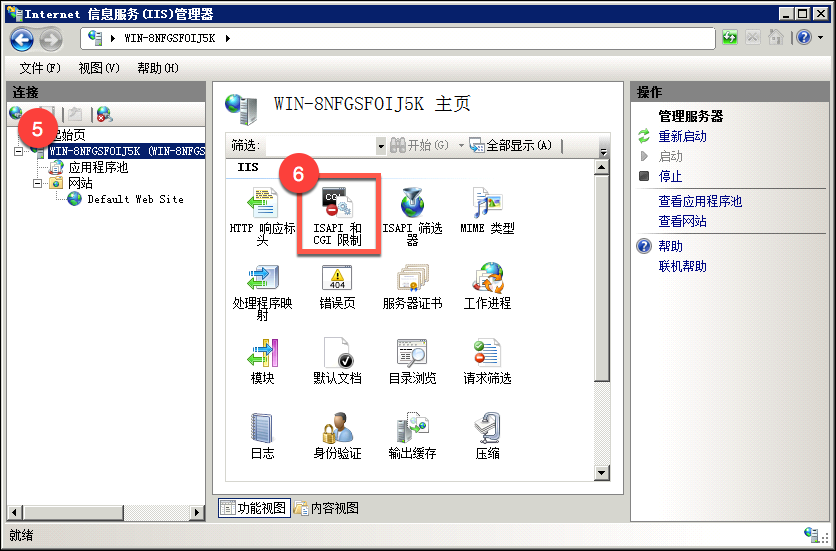 Internet 信息服务(IIS)管理器
WIN-8NFGSFOIJ5K
文件(F) 视图(V) 帮助(H)
连接
5
起始页
WIN-8NFGSFOIJ5K (WIN-8NFGS
应用程序池
网站
Default Web Site
WIN-8NFGSFOIJ5K 主页
筛选: 开始(G) 全部显示(A)
IIS
6
HTTP 响应标头
ISAPI 和 CGI 限制
ISAPI 筛选器
MIME 类型
处理程序映射
404
错误页
服务器证书
工作进程
模块
默认文档
目录浏览
请求筛选
日志
身份验证
输出缓存
压缩
功能视图 内容视图
操作
管理服务器
重新启动
启动
停止
查看应用程序池
查看网站
帮助
联机帮助
就绪